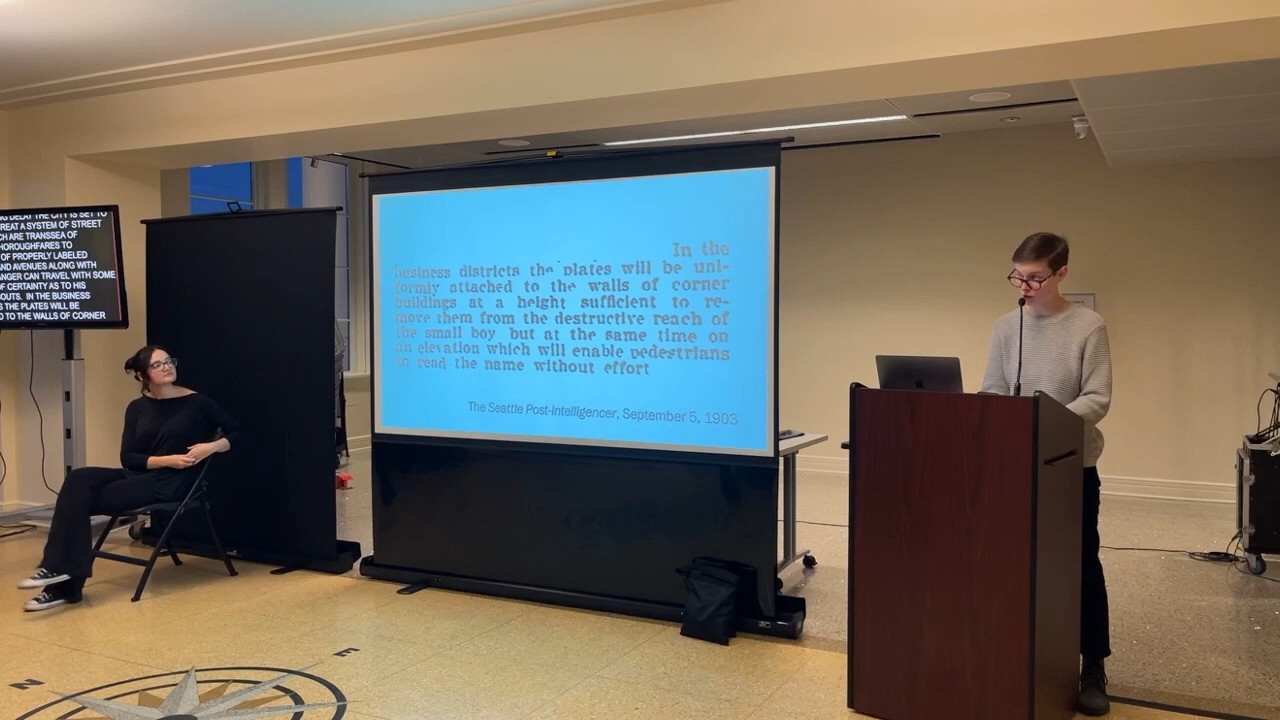 NG DELAY THE CITY IS SET TO
REAT A SYSTEM OF STREET
CH ARE TRANSSEA OF
HOROUGHFARES TO
OF PROPERLY LABELED
ND AVENUES ALONG WITH
ANGER CAN TRAVEL WITH SOME
OF CERTAINTY AS TO HIS
OUTS. IN THE BUSINESS
S THE PLATES WILL BE
D TO THE WALLS OF CORNER
In the
business districts the plates will be uni-
formly attached to the walls of corner
buildings at a height sufficient to re-
move them from the destructive reach of
the small boy but at the same time on
an elevation which will enable pedestrians
to read the name without effort
The Seattle Post-Intelligencer, September 5, 1903
N
E